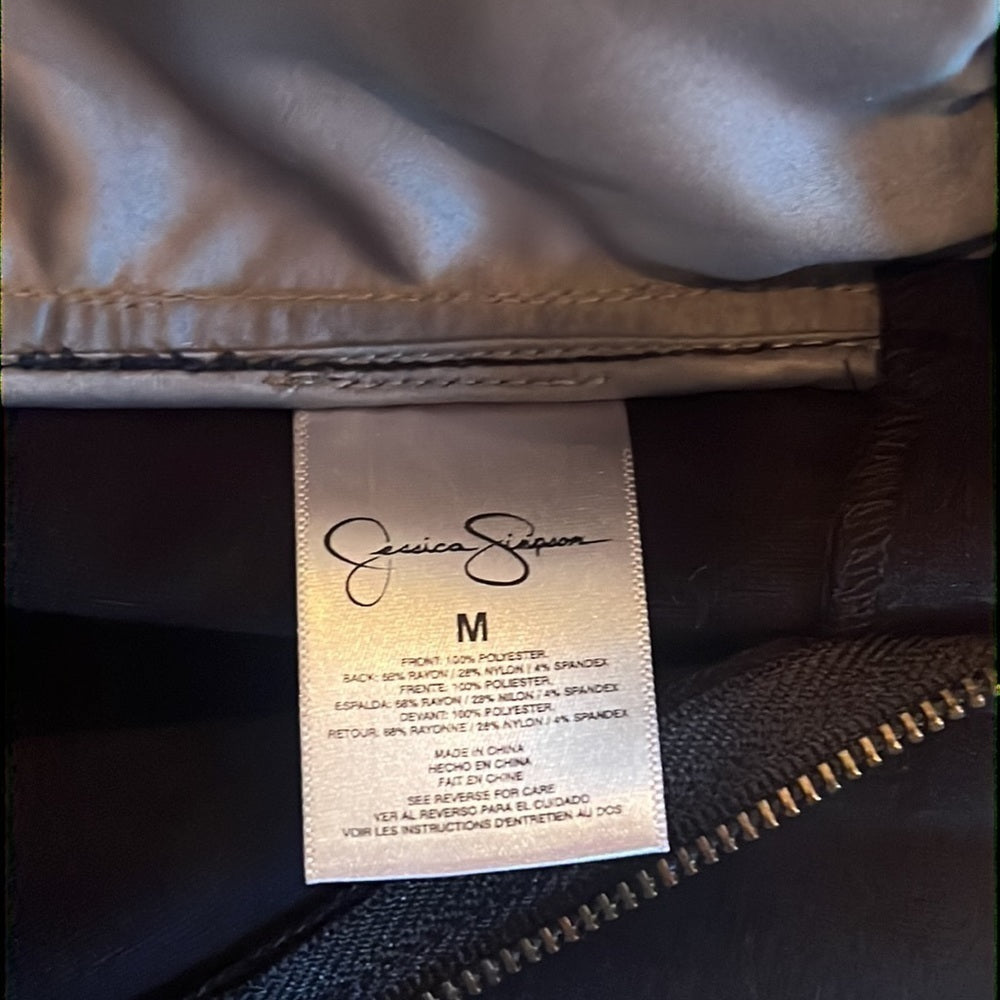 Jessica Simpson
M
FRONT: 100% POLYESTER.
BACK: 68% RAYON / 28% NYLON / 4% SPANDEX
FRENTE: 100% POLIESTER.
ESPALDA: 68% RAYON / 28% NILON / 4% SPANDEX
DEVANT: 100% POLYESTER.
RETOUR: 68% RAYONNE / 28% NYLON / 4% SPANDEX
MADE IN CHINA
HECHO EN CHINA
FAIT EN CHINE
SEE REVERSE FOR CARE
VER AL REVERSO PARA EL CUIDADO
VOIR LES INSTRUCTIONS D'ENTRETIEN AU DOS